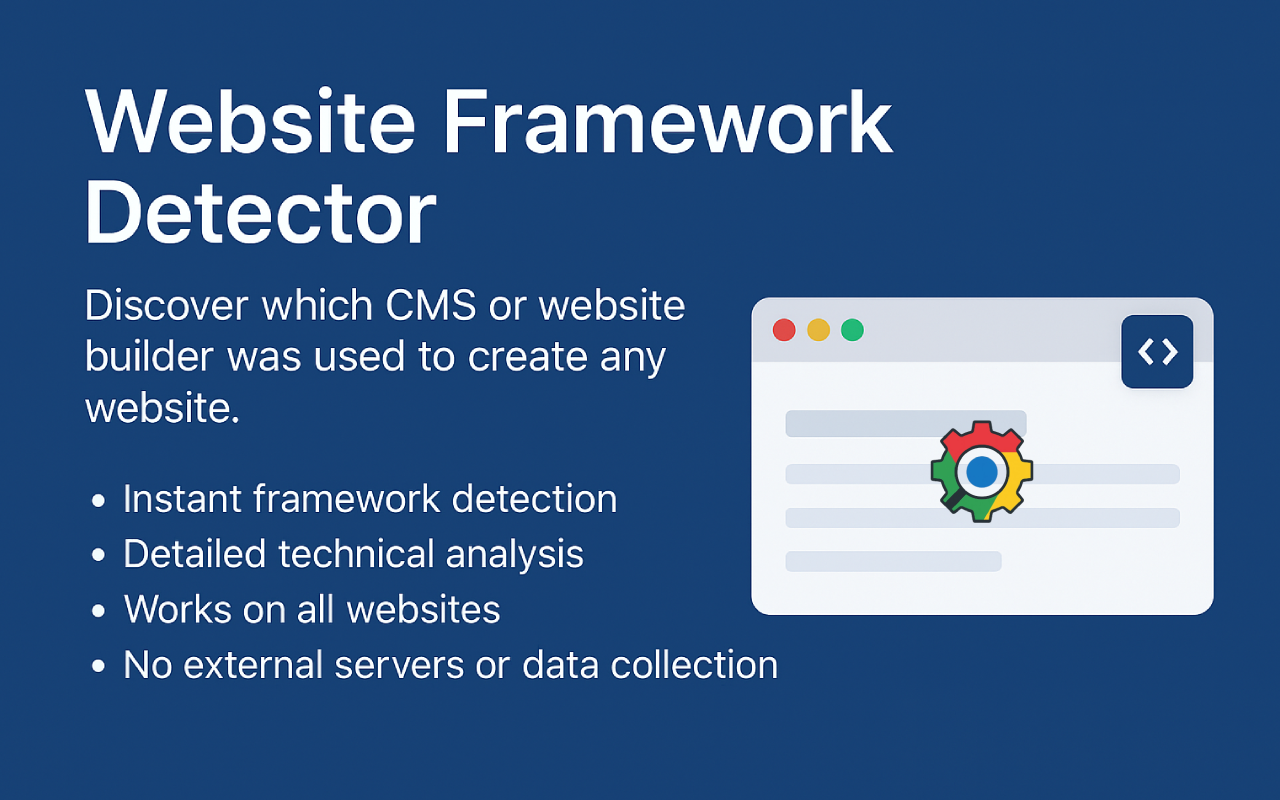 Website Framework
Detector
Discover which CMS or website
builder was used to create any
website.
• Instant framework detection
• Detailed technical analysis
• Works on all websites
• No external servers or data collection